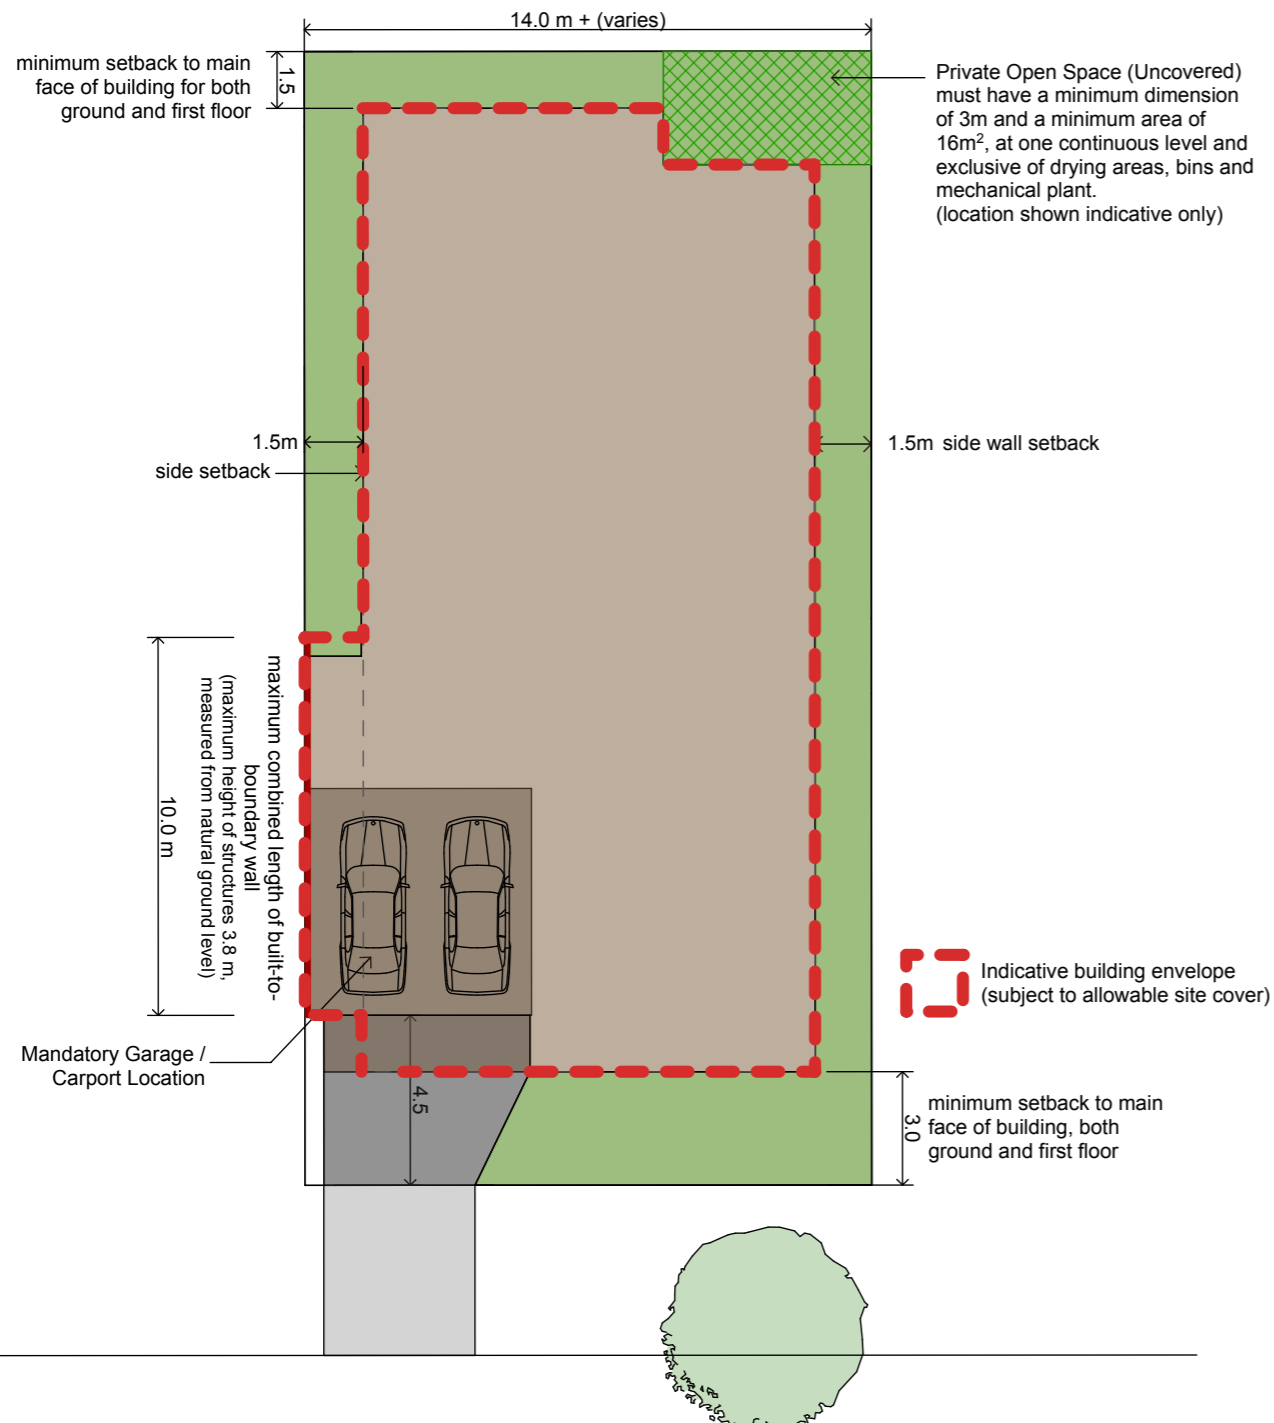 14.0 m + (varies)
minimum setback to main
face of building for both
ground and first floor
1.5
Private Open Space (Uncovered)
must have a minimum dimension
of 3m and a minimum area of
16m², at one continuous level and
exclusive of drying areas, bins and
mechanical plant.
(location shown indicative only)
1.5m
side setback
1.5m side wall setback
10.0 m
maximum combined length of built-to-
boundary wall
(maximum height of structures 3.8 m,
measured from natural ground level)
Indicative building envelope
(subject to allowable site cover)
Mandatory Garage /
Carport Location
4.5
3.0
minimum setback to main
face of building, both
ground and first floor